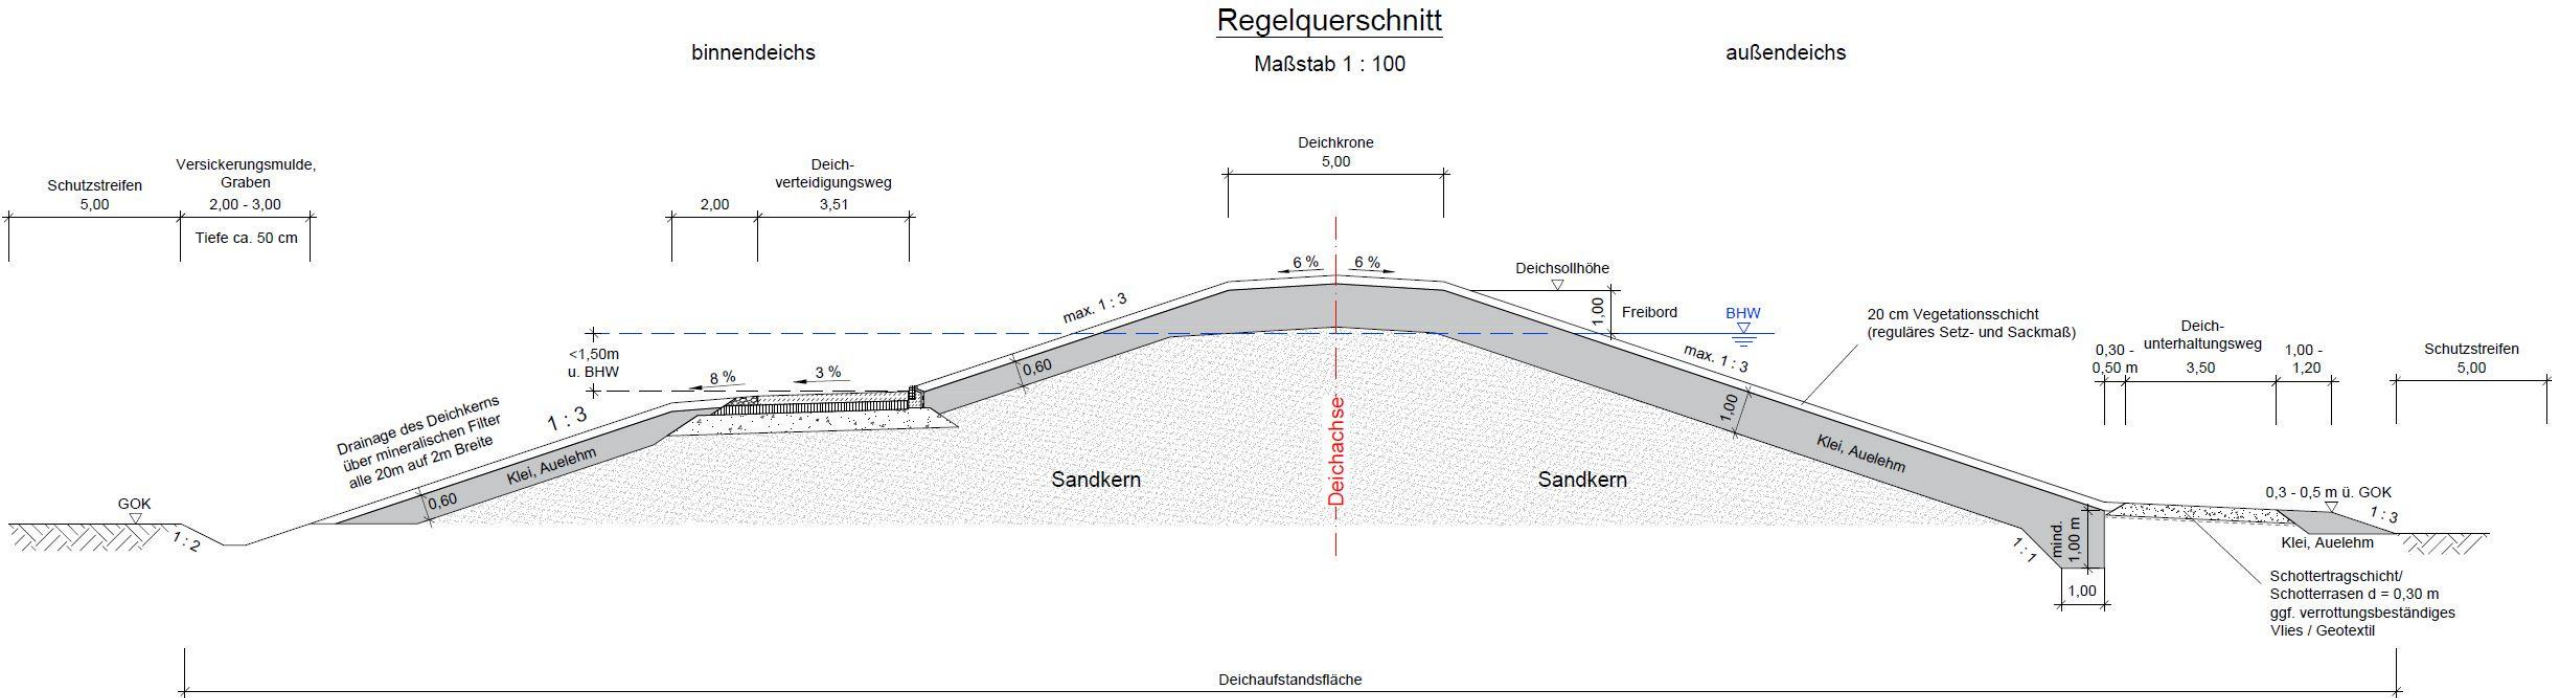 Regelquerschnitt
binnendeichs
Maßstab 1 : 100
außendeichs
Schutzstreifen
5,00
Versickerungsmulde,
Graben
2,00 - 3,00
Tiefe ca. 50 cm
2,00
Deich-
verteidigungsweg
3,51
Deichkrone
5,00
6 %
6 %
Deichsollhöhe
1,00
Freibord
BHW
max. 1 : 3
<1,50m
u. BHW
8 %
3 %
0,60
max. 1 : 3
1,00
20 cm Vegetationsschicht
(reguläres Setz- und Sackmaß)
0,30 -
0,50 m
Deich-
unterhaltungsweg
3,50
1,00 -
1,20
Schutzstreifen
5,00
Drainage des Deichkerns
über mineralischen Filter
alle 20m auf 2m Breite
1 : 3
Klei, Auelehm
0,60
GOK
1 : 2
Sandkern
Deichachse
Sandkern
Klei, Auelehm
0,3 - 0,5 m ü. GOK
1 : 3
Klei, Auelehm
mind.
1,00 m
1 : 1
1,00
Schottertragschicht/
Schotterrasen d = 0,30 m
ggf. verrottungsbeständiges
Vlies / Geotextil
Deichaufstandsfläche